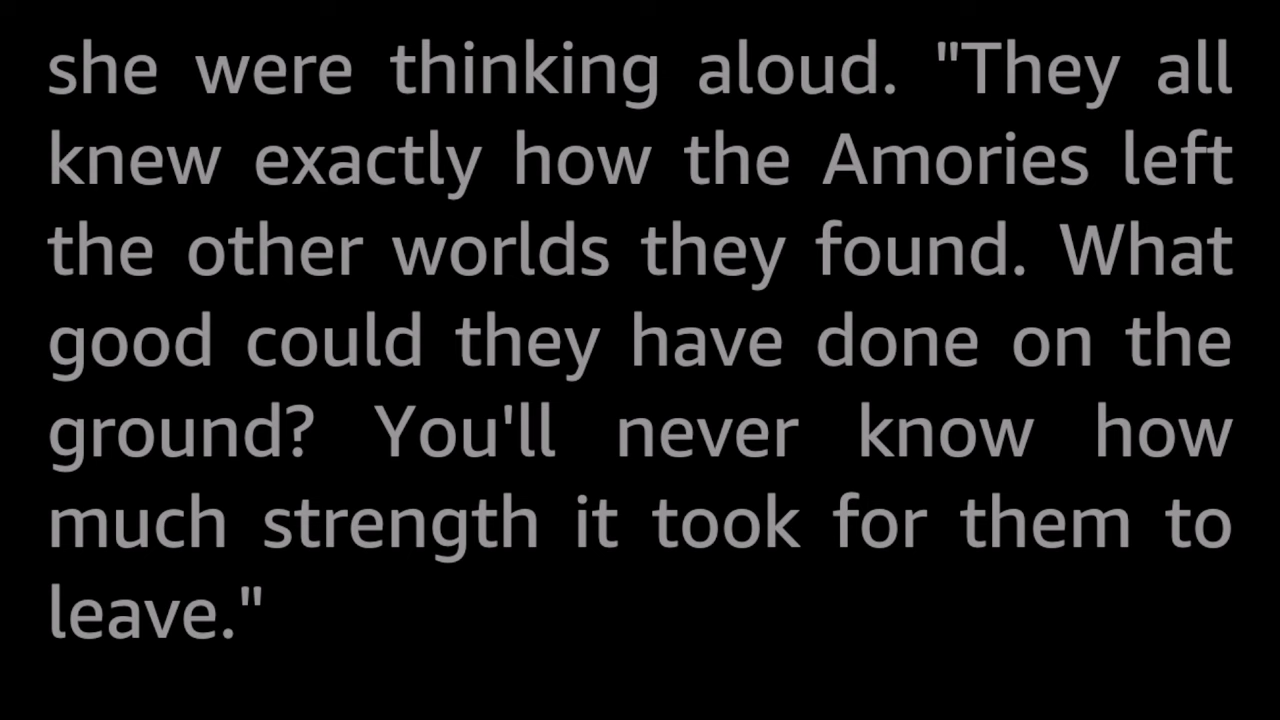 she were thinking aloud. "They all
knew exactly how the Amories left
the other worlds they found. What
good could they have done on the
ground? You'll never know how
much strength it took for them to
leave."